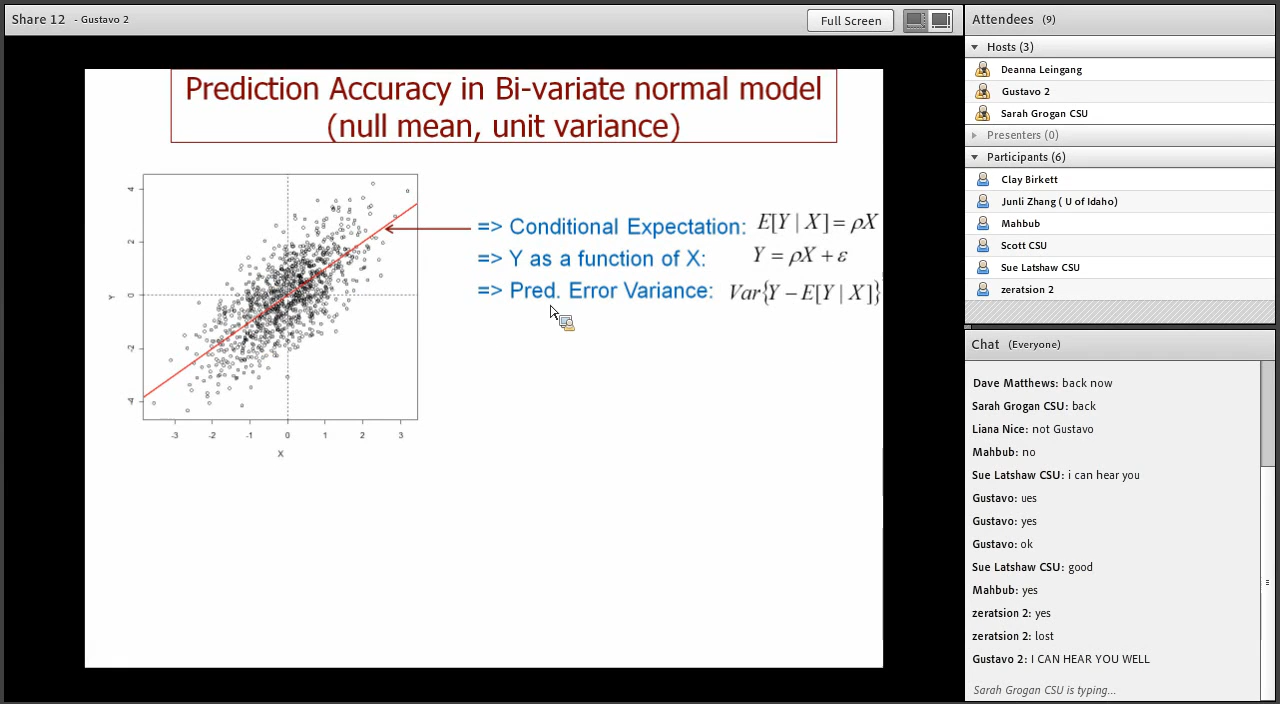 Share 12 - Gustavo 2
Full Screen
Prediction Accuracy in Bi-variate normal model
(null mean, unit variance)
4
2
0
-2
-4
Y
-3 -2 -1 0 1 2 3
X
=> Conditional Expectation: E[Y | X] = ρX
=> Y as a function of X: Y = ρX + ε
=> Pred. Error Variance: Var{Y − E[Y | X]}
Attendees (9)
Hosts (3)
Deanna Leingang
Gustavo 2
Sarah Grogan CSU
Presenters (0)
Participants (6)
Clay Birkett
Junli Zhang ( U of Idaho)
Mahbub
Scott CSU
Sue Latshaw CSU
zeratsion 2
Chat (Everyone)
Dave Matthews: back now
Sarah Grogan CSU: back
Liana Nice: not Gustavo
Mahbub: no
Sue Latshaw CSU: i can hear you
Gustavo: ues
Gustavo: yes
Gustavo: ok
Sue Latshaw CSU: good
Mahbub: yes
zeratsion 2: yes
zeratsion 2: lost
Gustavo 2: I CAN HEAR YOU WELL
Sarah Grogan CSU is typing...